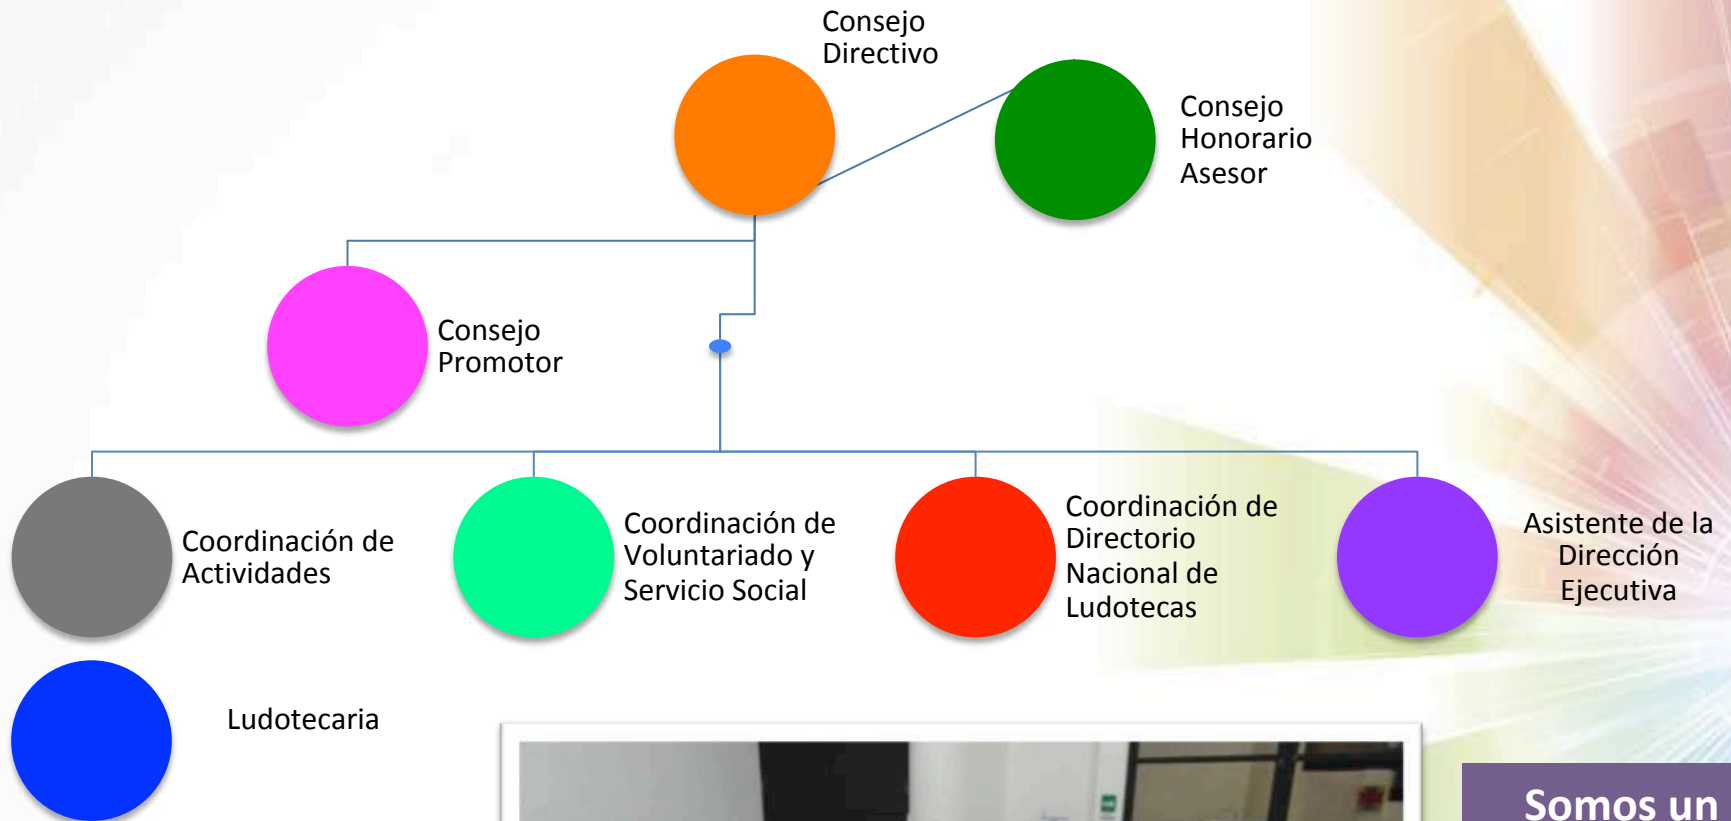 Consejo
Directivo
Consejo
Honorario
Asesor
Consejo
Promotor
Coordinación de
Actividades
Coordinación de
Voluntariado y
Servicio Social
Coordinación de
Directorio
Nacional de
Ludotecas
Asistente de la
Dirección
Ejecutiva
Ludotecaria
Somos un